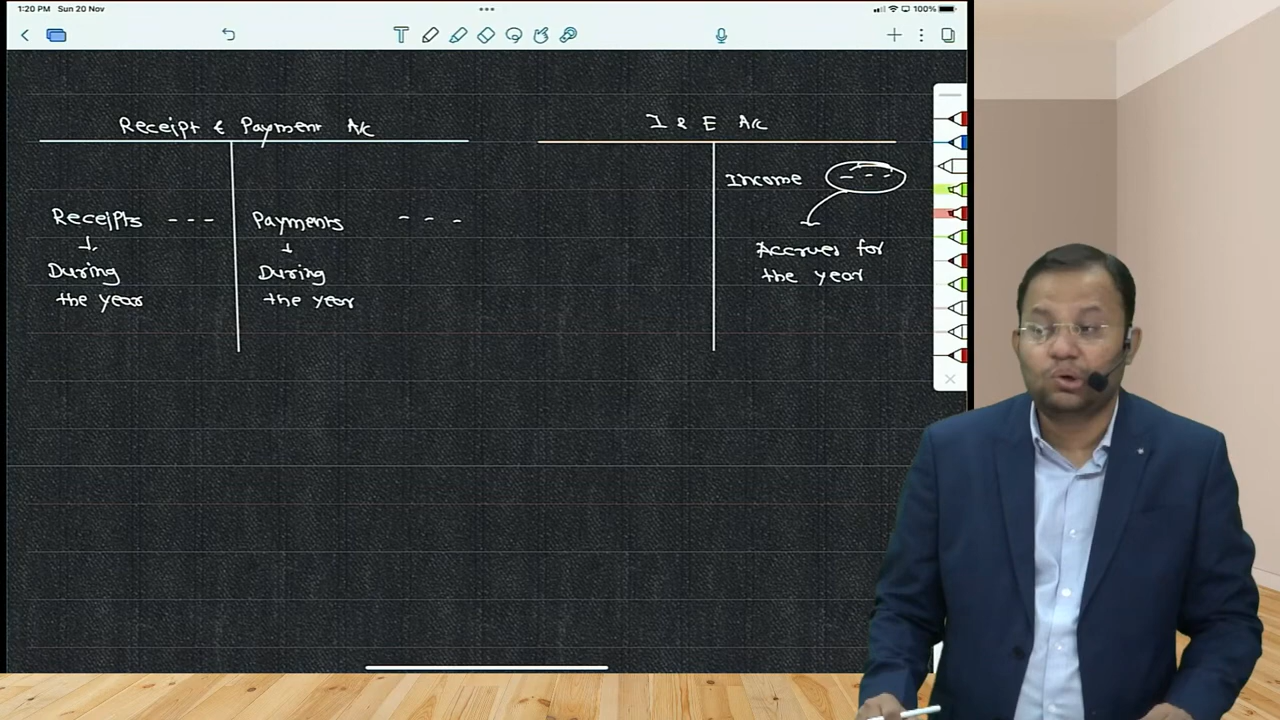 1:20 PM Sun 20 Nov
100%
Receipt & Payment A/c
Receipts - - -
During
the year
Payments - - -
During
the year
I & E A/c
Income - - - -
Accrues for
the year